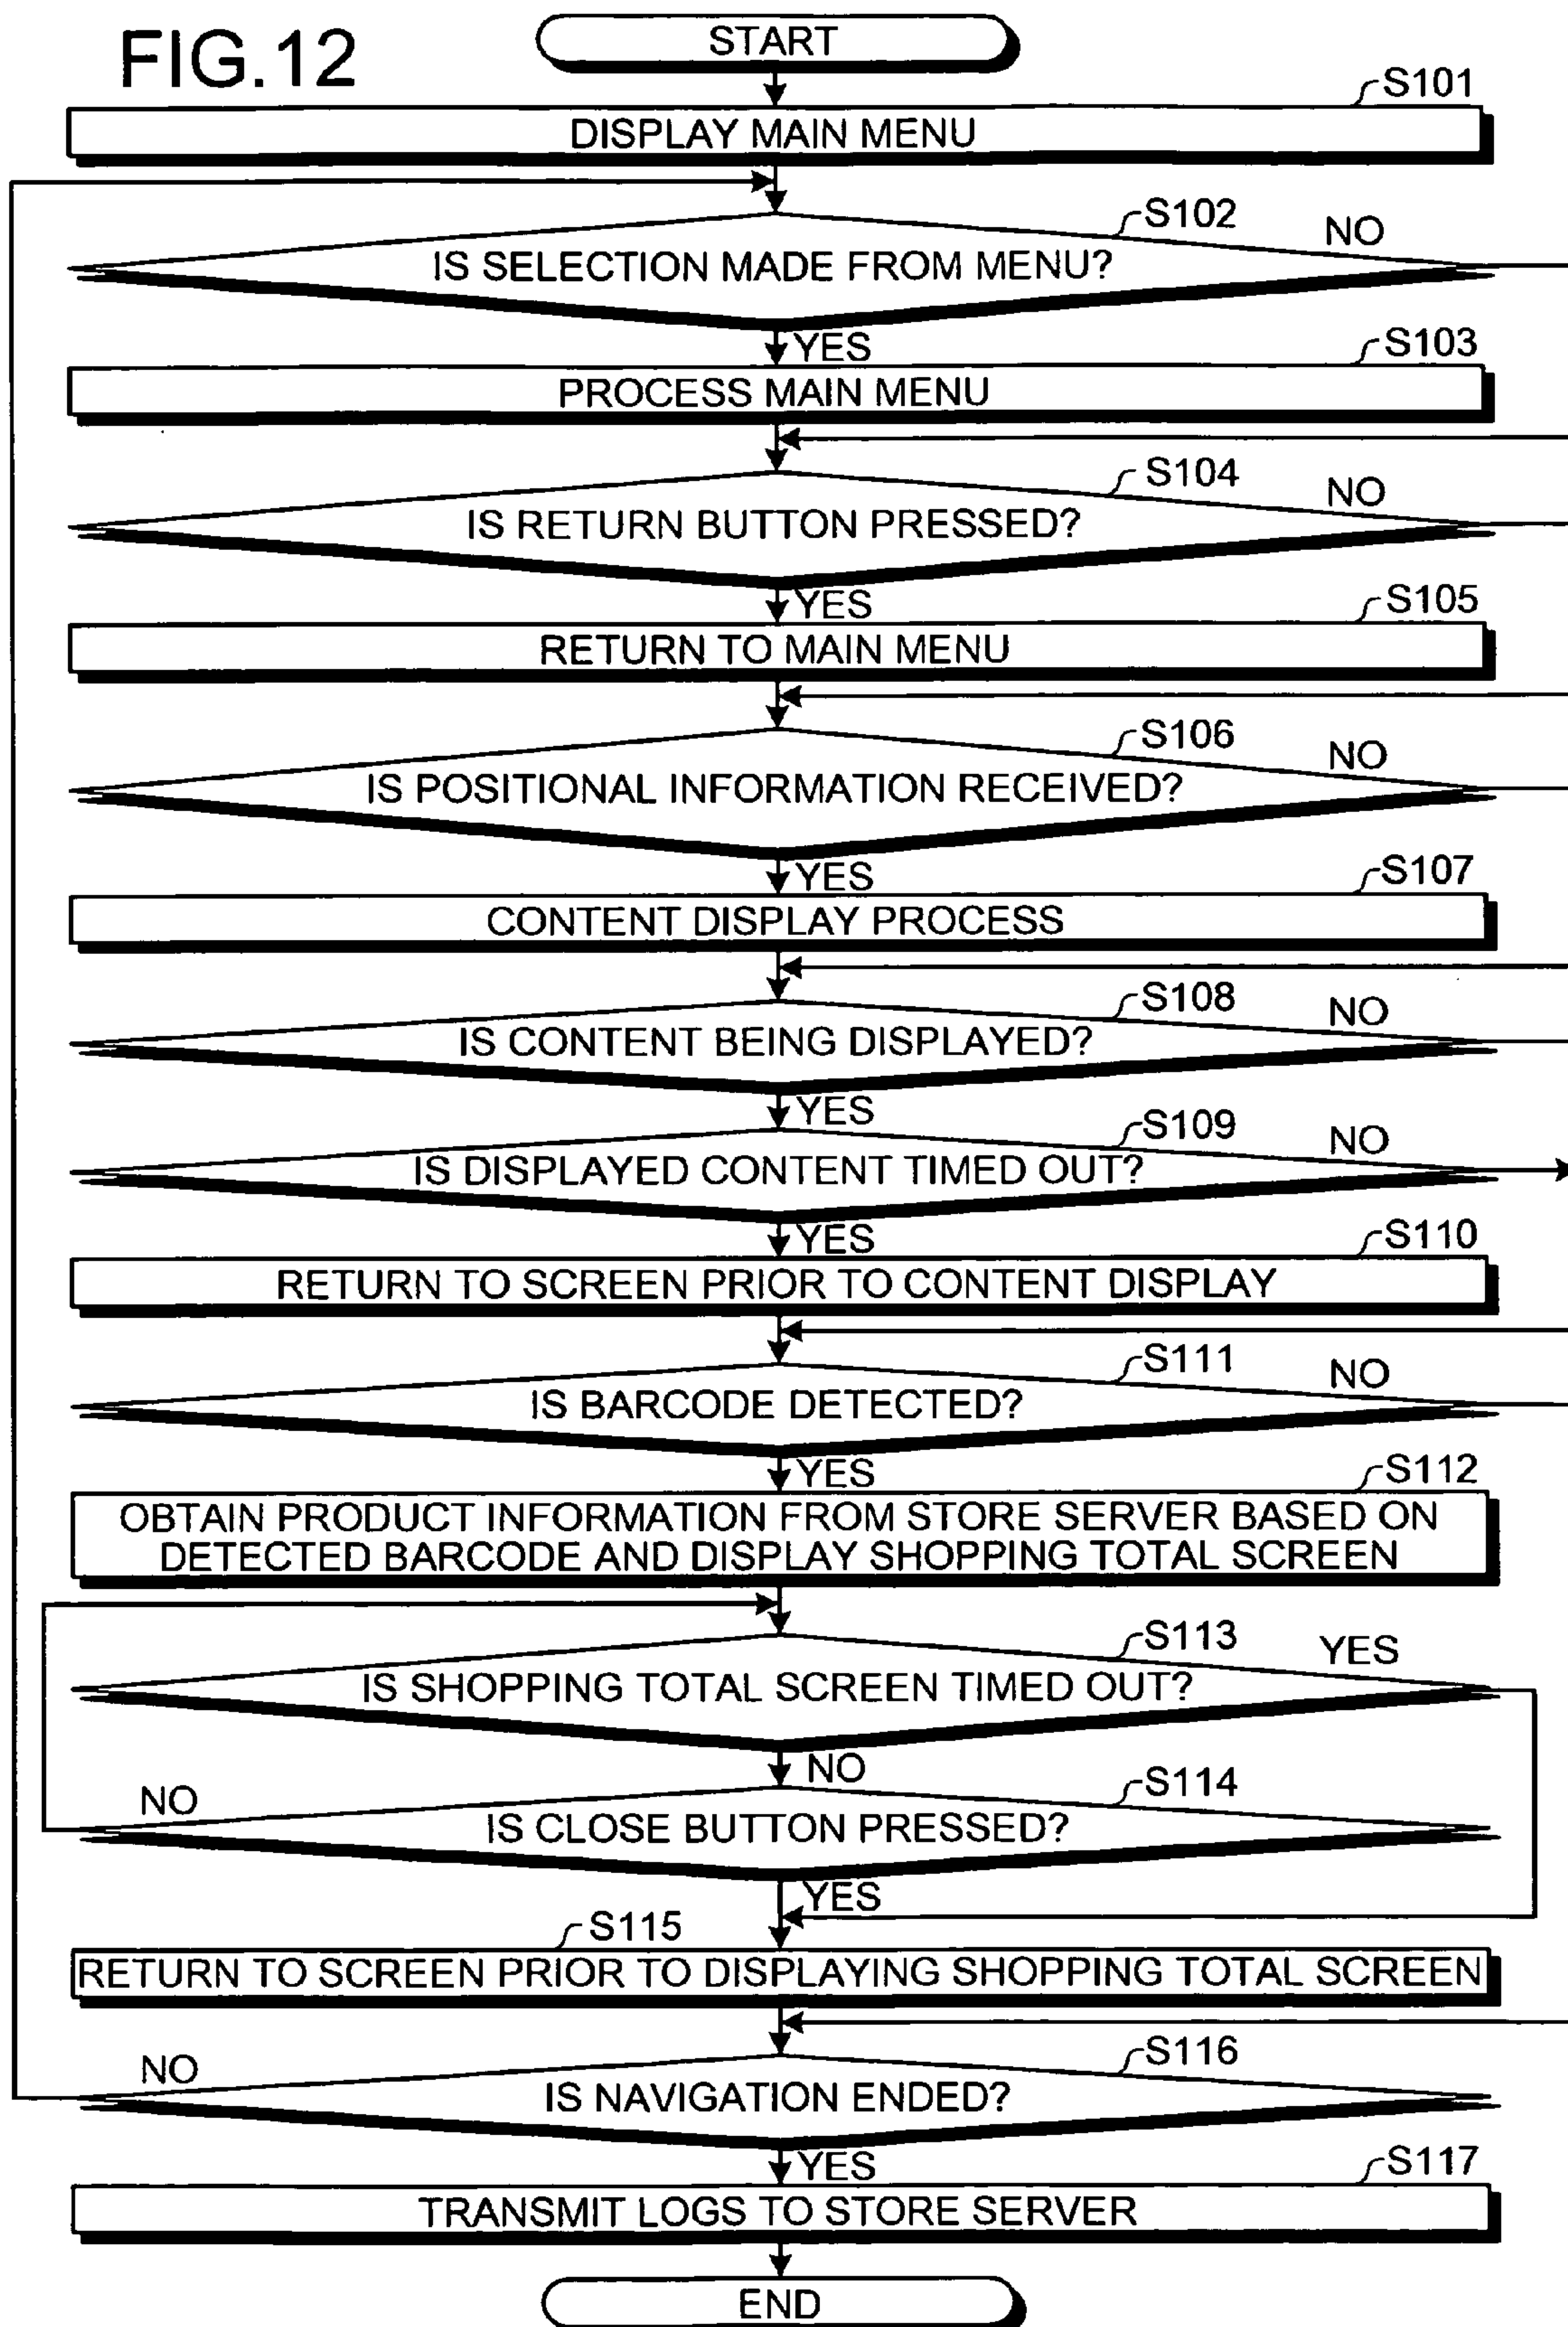 FIG.12
START
S101
DISPLAY MAIN MENU
S102
NO
IS SELECTION MADE FROM MENU?
YES
S103
PROCESS MAIN MENU
S104
NO
IS RETURN BUTTON PRESSED?
YES
S105
RETURN TO MAIN MENU
S106
NO
IS POSITIONAL INFORMATION RECEIVED?
YES
S107
CONTENT DISPLAY PROCESS
S108
NO
IS CONTENT BEING DISPLAYED?
YES
S109
NO
IS DISPLAYED CONTENT TIMED OUT?
YES
S110
RETURN TO SCREEN PRIOR TO CONTENT DISPLAY
S111
NO
IS BARCODE DETECTED?
YES
S112
OBTAIN PRODUCT INFORMATION FROM STORE SERVER BASED ON
DETECTED BARCODE AND DISPLAY SHOPPING TOTAL SCREEN
S113
YES
IS SHOPPING TOTAL SCREEN TIMED OUT?
NO
S114
NO
IS CLOSE BUTTON PRESSED?
YES
S115
RETURN TO SCREEN PRIOR TO DISPLAYING SHOPPING TOTAL SCREEN
S116
NO
IS NAVIGATION ENDED?
YES
S117
TRANSMIT LOGS TO STORE SERVER
END